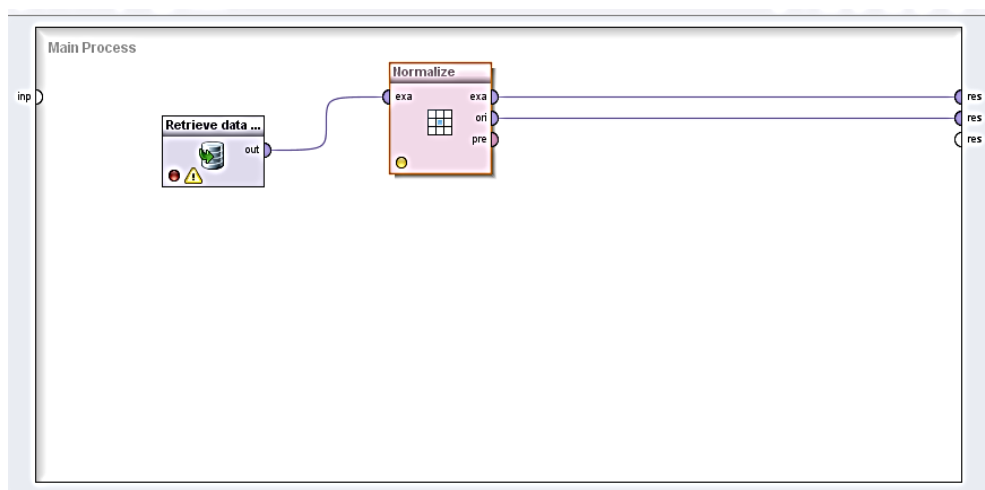 Main Process
Normalize
inp
exa
exa
res
Retrieve data ...
ori
res
out
pre
res